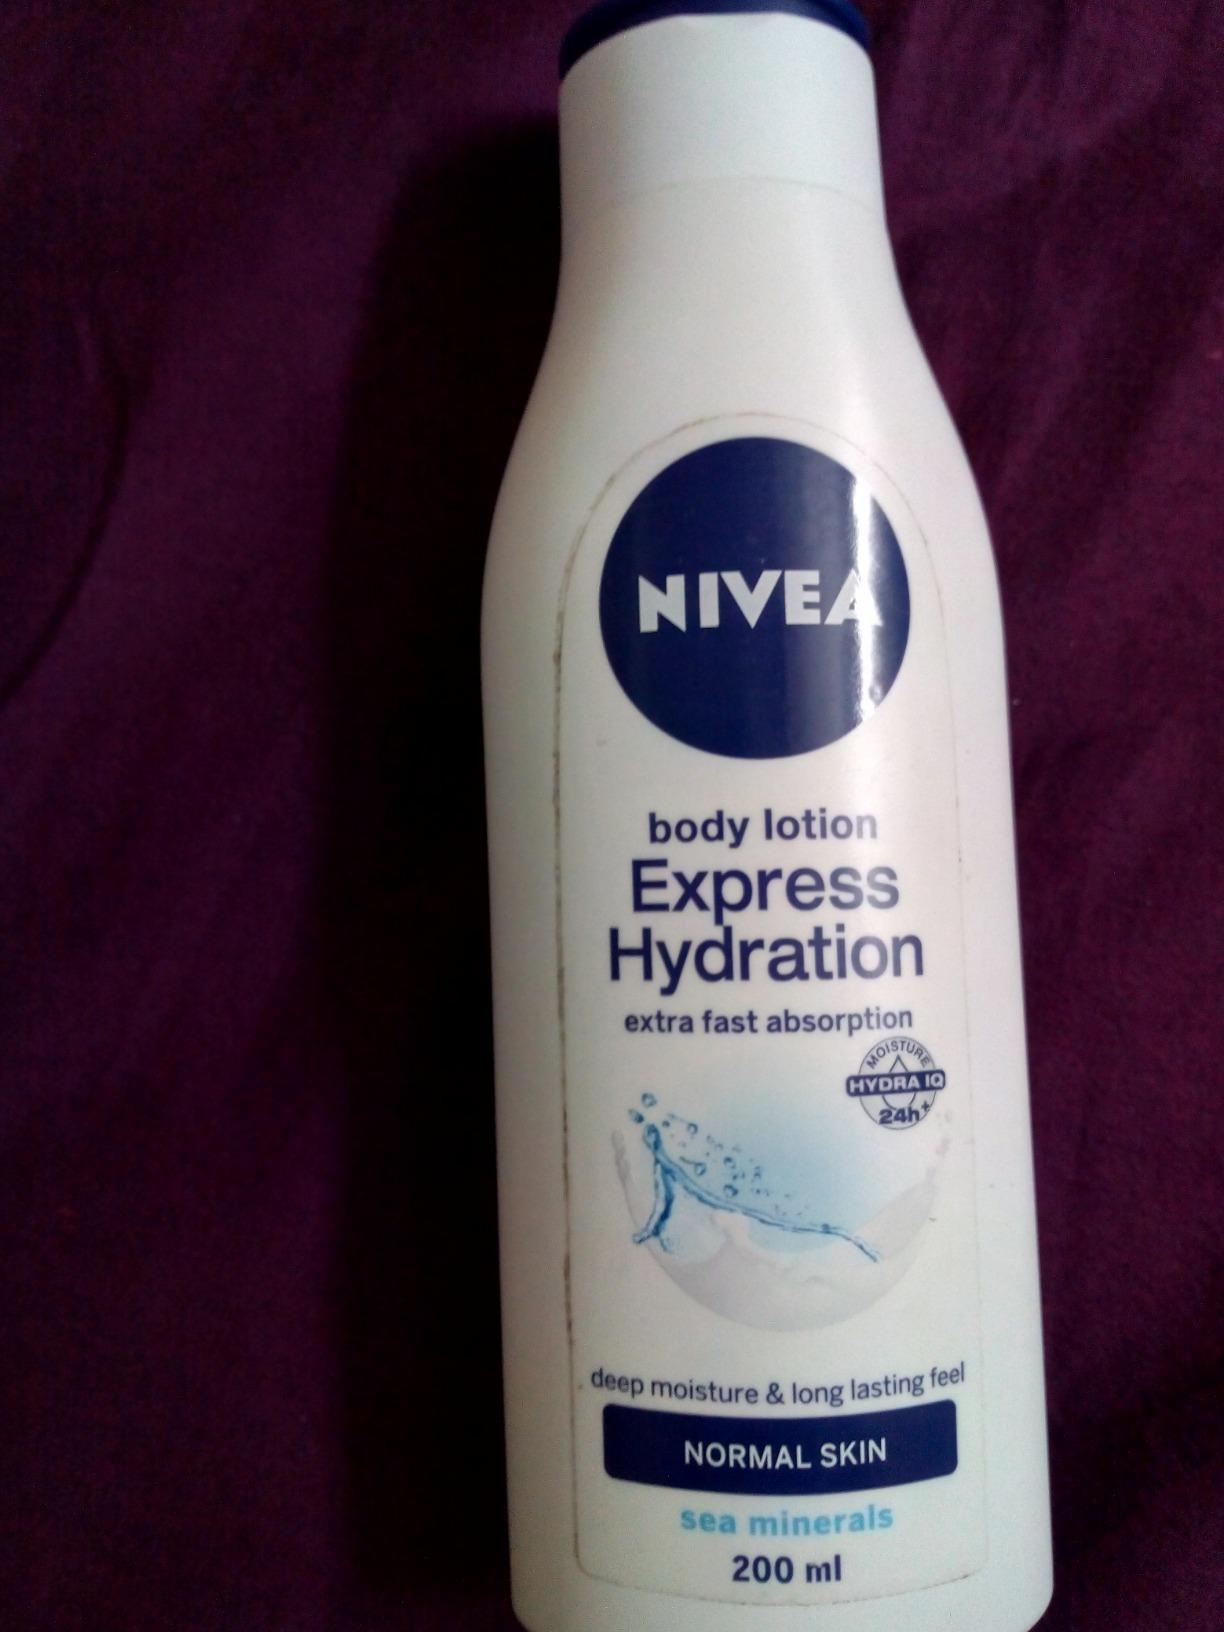 NIVEA
body lotion
Express
Hydration
extra fast absorption
MOISTURE
HYDRA IQ
24h+
deep moisture & long lasting feel
NORMAL SKIN
sea minerals
200 ml